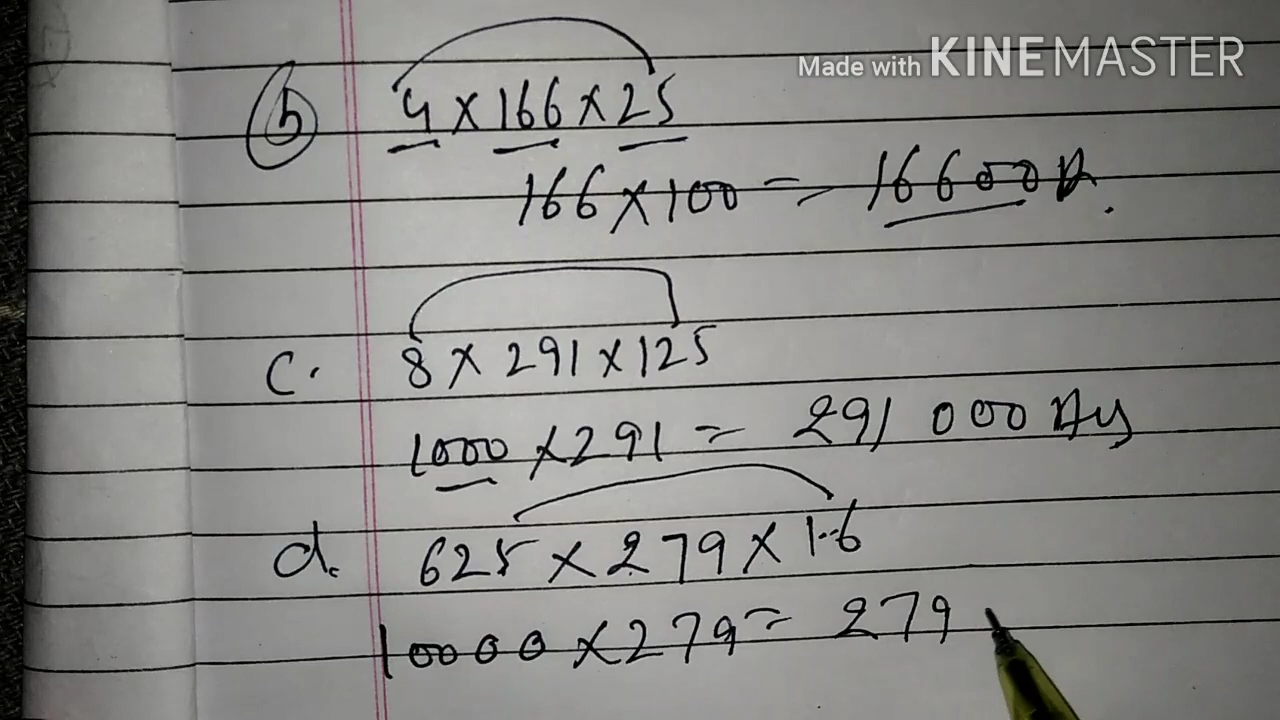 Made with KINEMASTER
b 4 × 166 × 25
166 × 100 = 16600
c. 8 × 291 × 125
1000 × 291 = 291 000
d. 625 × 279 × 16
10000 × 279 = 279